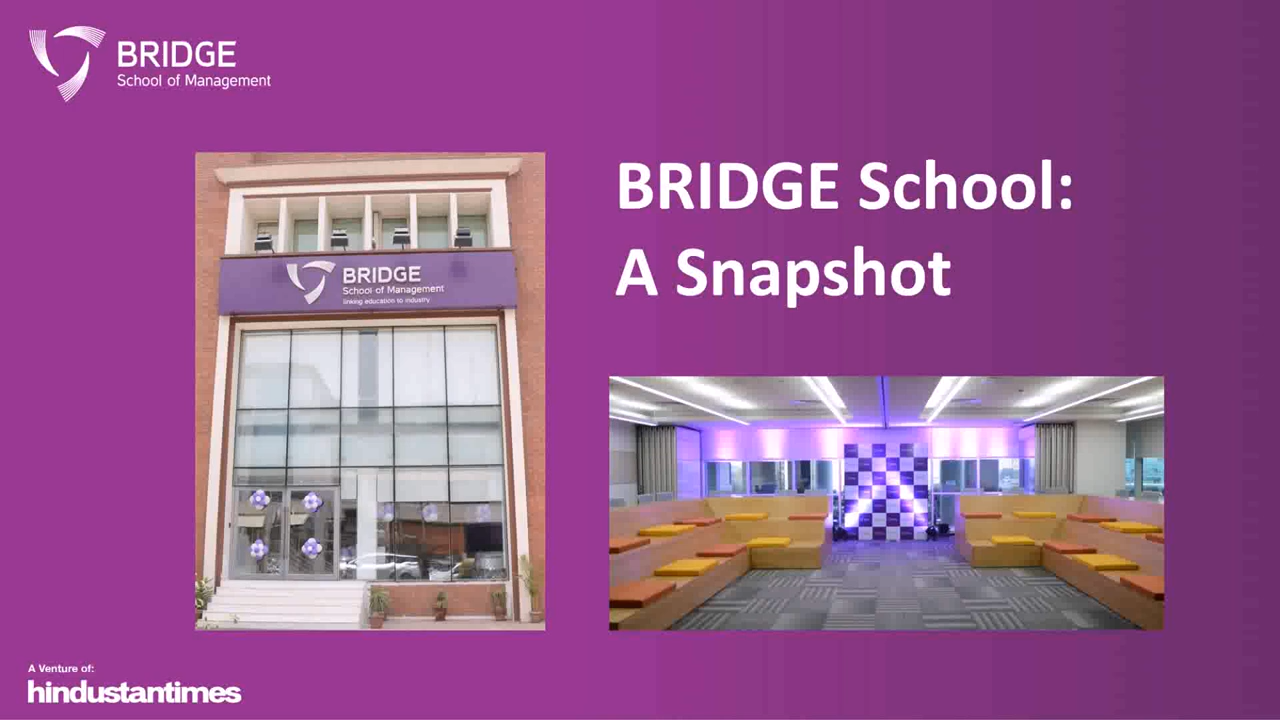 BRIDGE
School of Management
BRIDGE School:
A Snapshot
BRIDGE
School of Management
linking education to industry
A Venture of:
hindustantimes